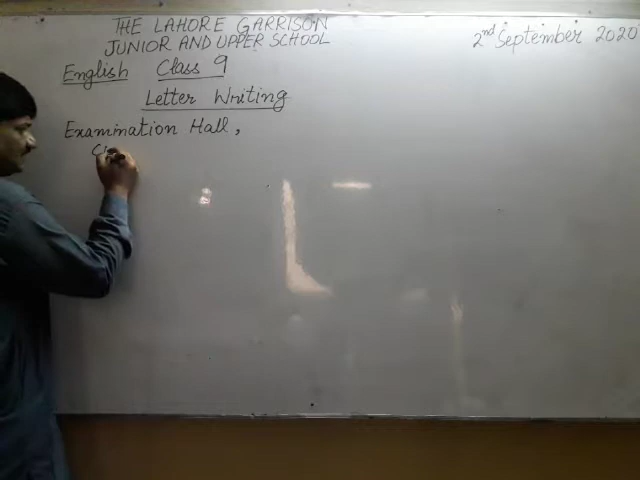 THE LAHORE GARRISON
JUNIOR AND UPPER SCHOOL
2nd September 2020
English Class 9
Letter Writing
Examination Hall,